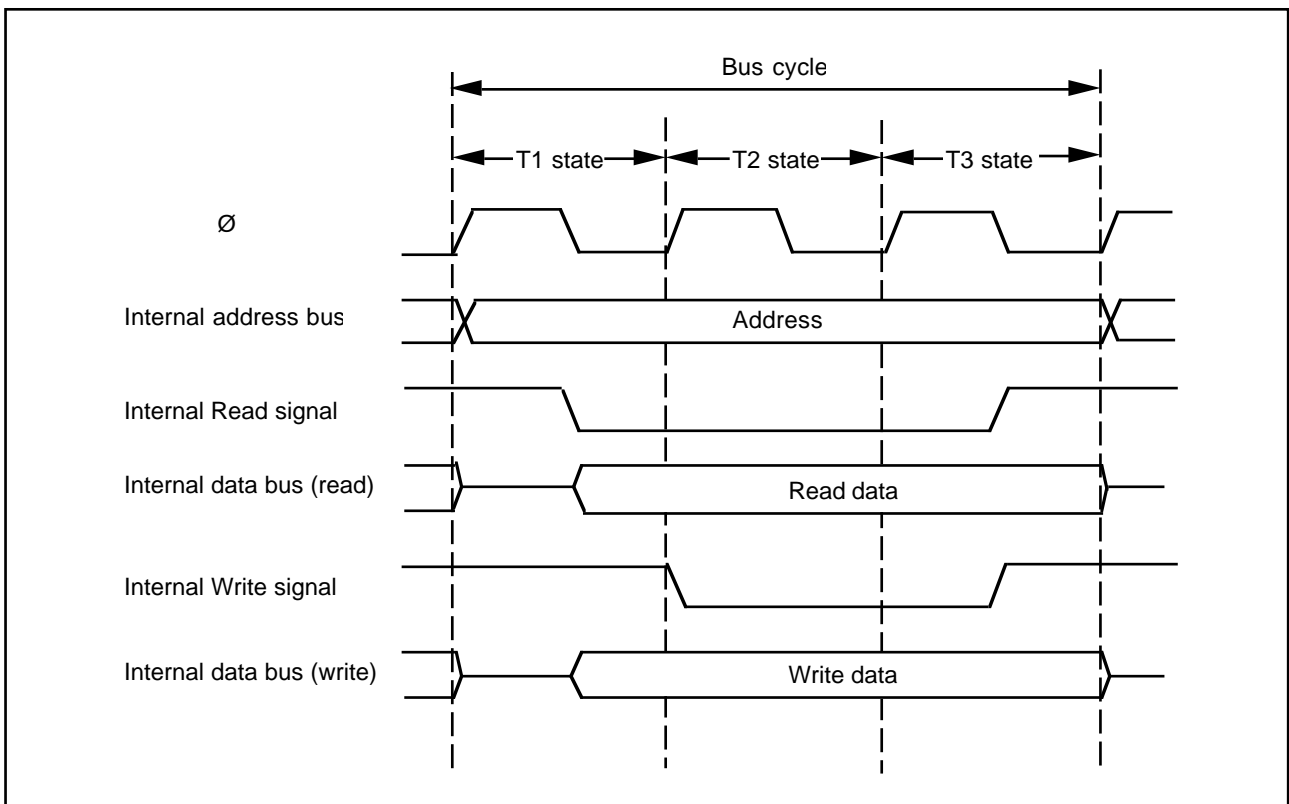 Bus cycle
T1 state T2 state T3 state
Ø
Internal address bus Address
Internal Read signal
Internal data bus (read) Read data
Internal Write signal
Internal data bus (write) Write data